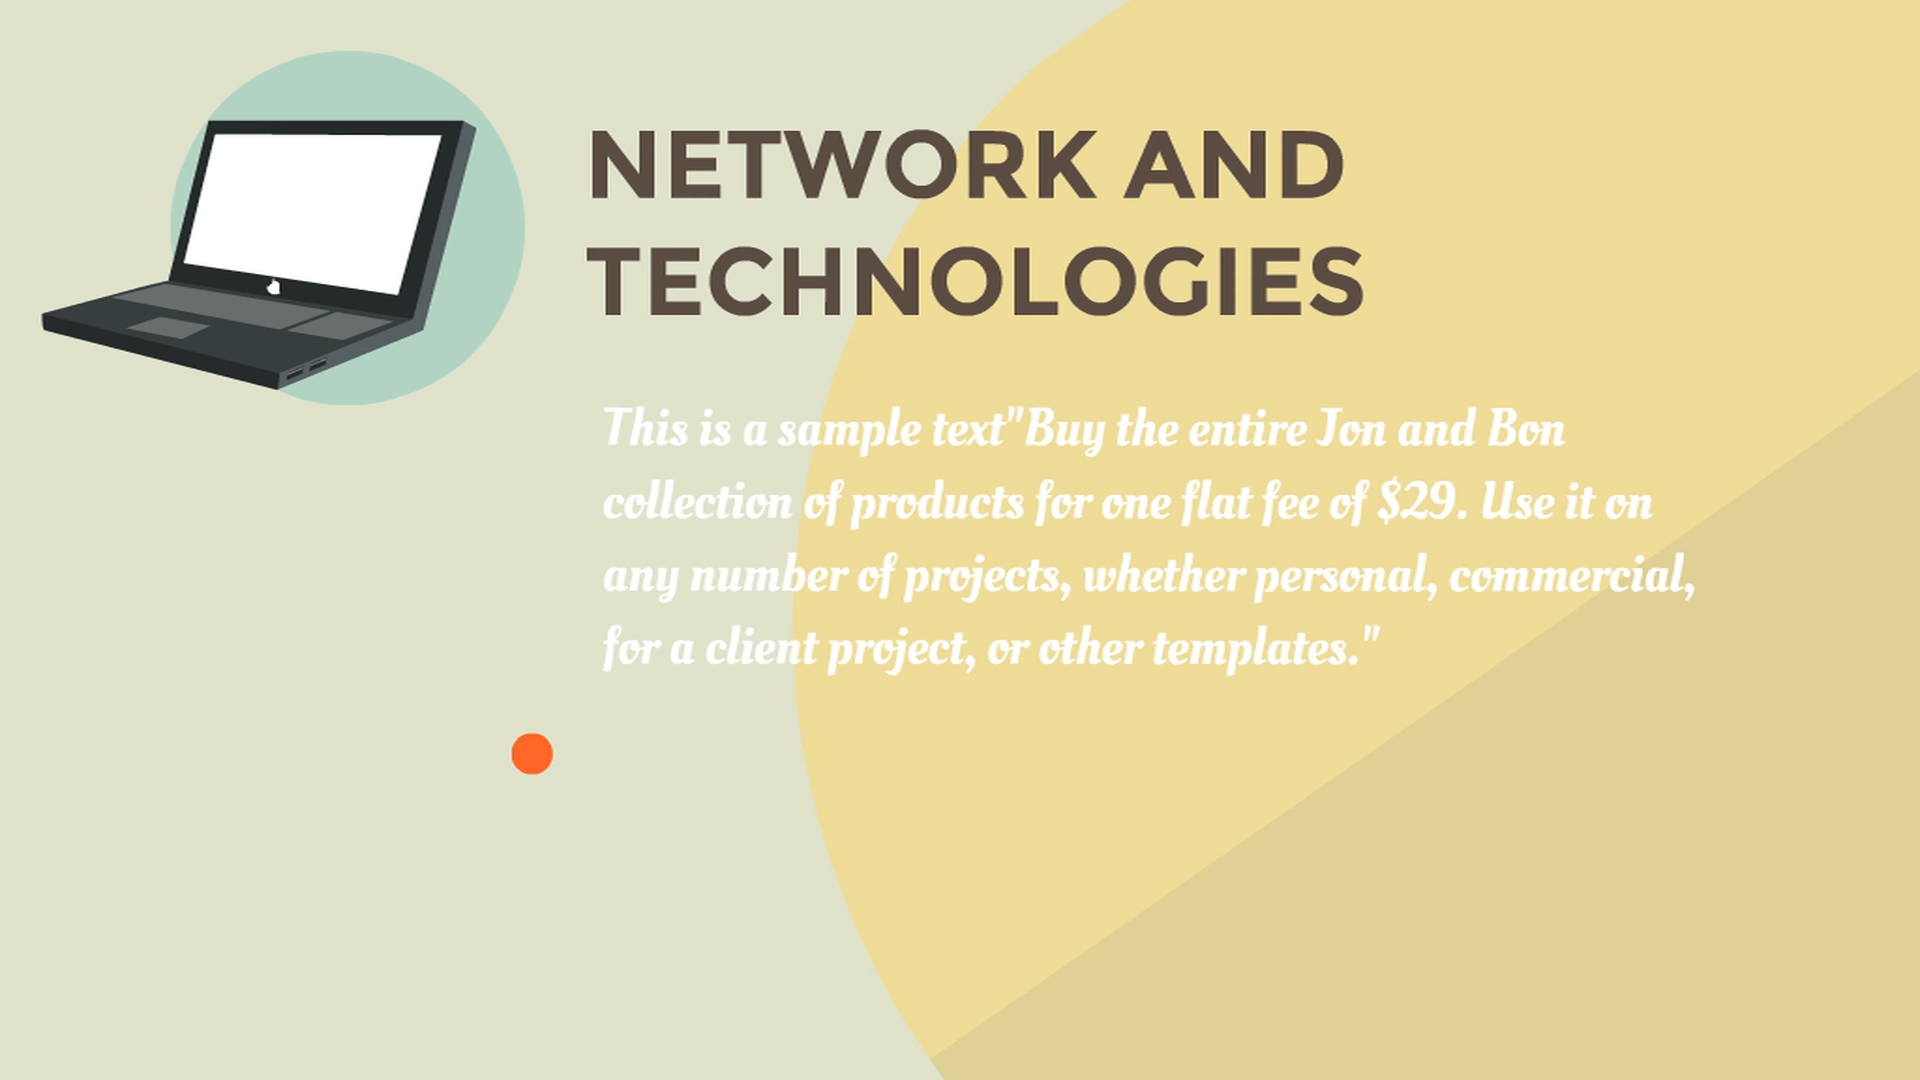 NETWORK AND
TECHNOLOGIES
This is a sample text"Buy the entire Jon and Bon
collection of products for one flat fee of $29. Use it on
any number of projects, whether personal, commercial,
for a client project, or other templates."